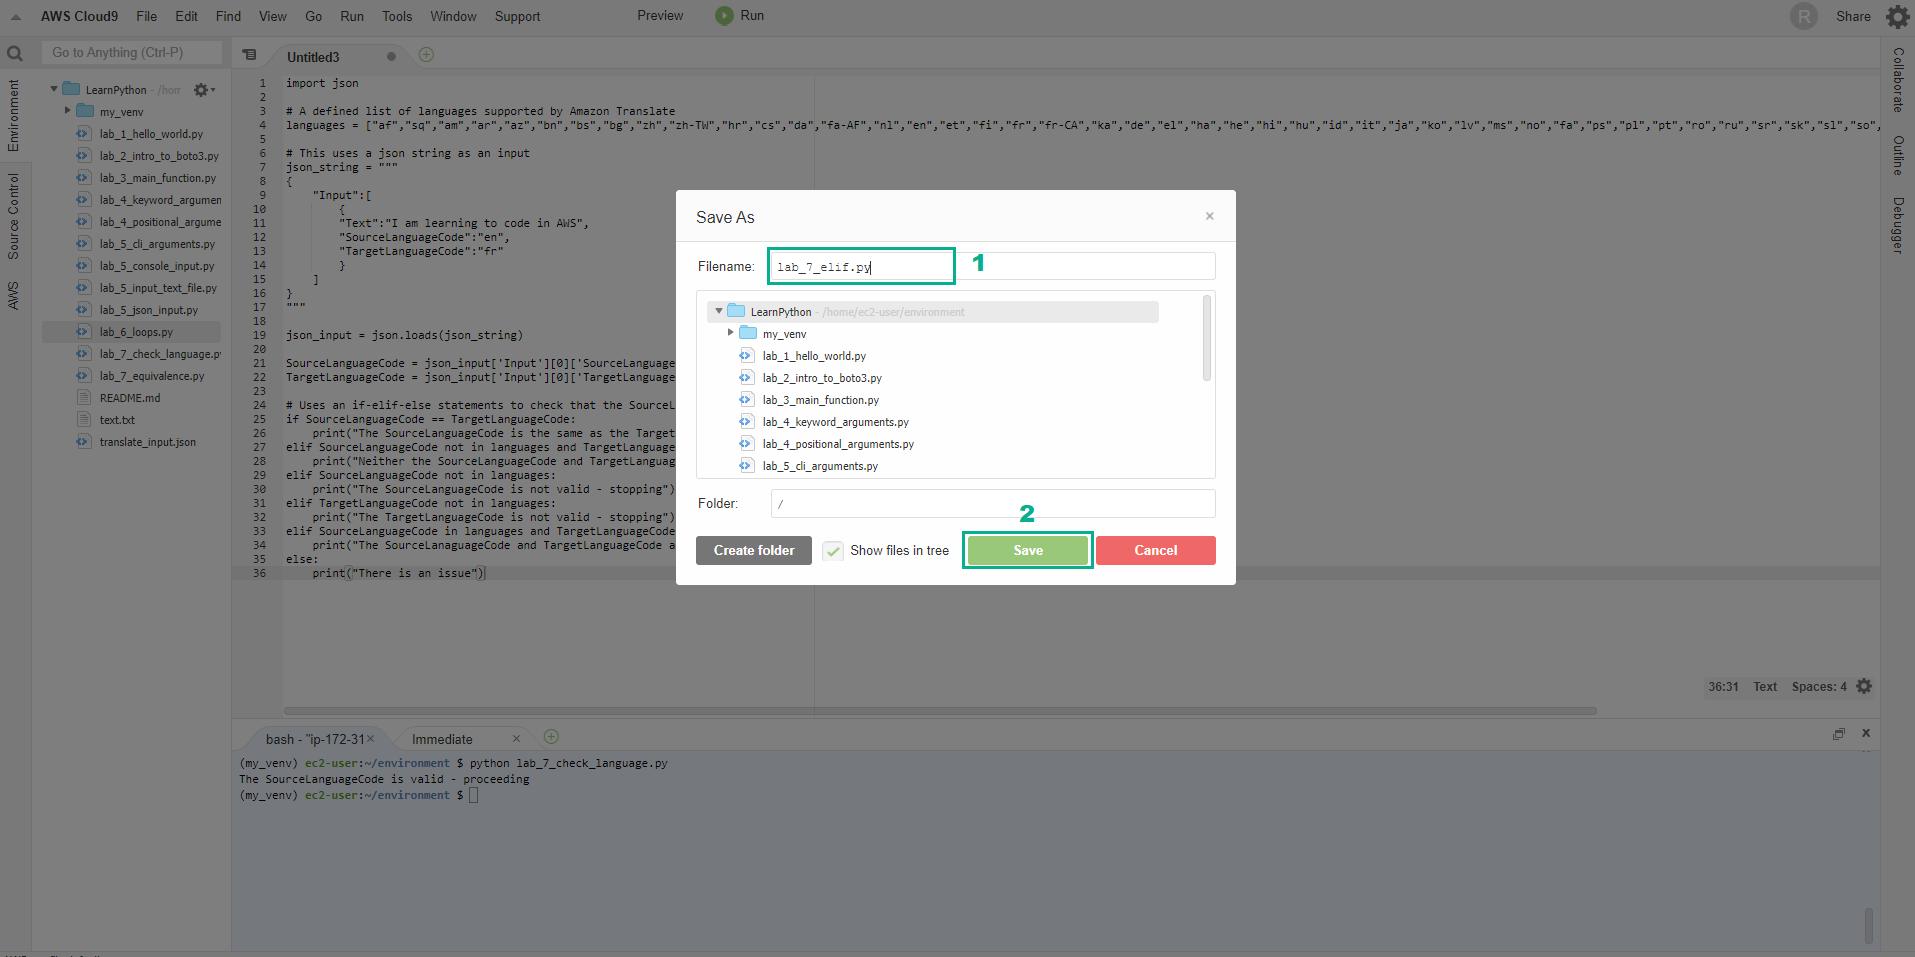 AWS Cloud9 File Edit Find View Go Run Tools Window Support Preview Run R Share
Go to Anything (Ctrl-P)
Untitled3
Environment
Source Control
AWS
Collaborate
Outline
Debugger
LearnPython - /hom
my_venv
lab_1_hello_world.py
lab_2_intro_to_boto3.py
lab_3_main_function.py
lab_4_keyword_argumen
lab_4_positional_argume
lab_5_cli_arguments.py
lab_5_console_input.py
lab_5_input_text_file.py
lab_5_json_input.py
lab_6_loops.py
lab_7_check_language.py
lab_7_equivalence.py
README.md
text.txt
translate_input.json
1 import json
2
3 # A defined list of languages supported by Amazon Translate
4 languages = ["af","sq","am","ar","az","bn","bs","bg","zh","zh-TW","hr","cs","da","fa-AF","nl","en","et","fi","fr","fr-CA","ka","de","el","ha","he","hi","hu","id","it","ja","ko","lv","ms","no","fa","ps","pl","pt","ro","ru","sr","sk","sl","so",
5
6 # This uses a json string as an input
7 json_string = """
8 {
9 "Input":[
10 {
11 "Text":"I am learning to code in AWS",
12 "SourceLanguageCode":"en",
13 "TargetLanguageCode":"fr"
14 }
15 ]
16 }
17 """
18
19 json_input = json.loads(json_string)
20
21 SourceLanguageCode = json_input['Input'][0]['SourceLanguage
22 TargetLanguageCode = json_input['Input'][0]['TargetLanguage
23
24 # Uses an if-elif-else statements to check that the SourceL
25 if SourceLanguageCode == TargetLanguageCode:
26 print("The SourceLanguageCode is the same as the Target
27 elif SourceLanguageCode not in languages and TargetLanguage
28 print("Neither the SourceLanguageCode and TargetLanguag
29 elif SourceLanguageCode not in languages:
30 print("The SourceLanguageCode is not valid - stopping")
31 elif TargetLanguageCode not in languages:
32 print("The TargetLanguageCode is not valid - stopping")
33 elif SourceLanguageCode in languages and TargetLanguageCode
34 print("The SourceLanaguageCode and TargetLanguageCode a
35 else:
36 print("There is an issue")
Save As ×
Filename: lab_7_elif.py 1
LearnPython - /home/ec2-user/environment
my_venv
lab_1_hello_world.py
lab_2_intro_to_boto3.py
lab_3_main_function.py
lab_4_keyword_arguments.py
lab_4_positional_arguments.py
lab_5_cli_arguments.py
Folder: /
2
Create folder Show files in tree Save Cancel
36:31 Text Spaces: 4
bash - "ip-172-31 × Immediate ×
(my_venv) ec2-user:~/environment $ python lab_7_check_language.py
The SourceLanguageCode is valid - proceeding
(my_venv) ec2-user:~/environment $